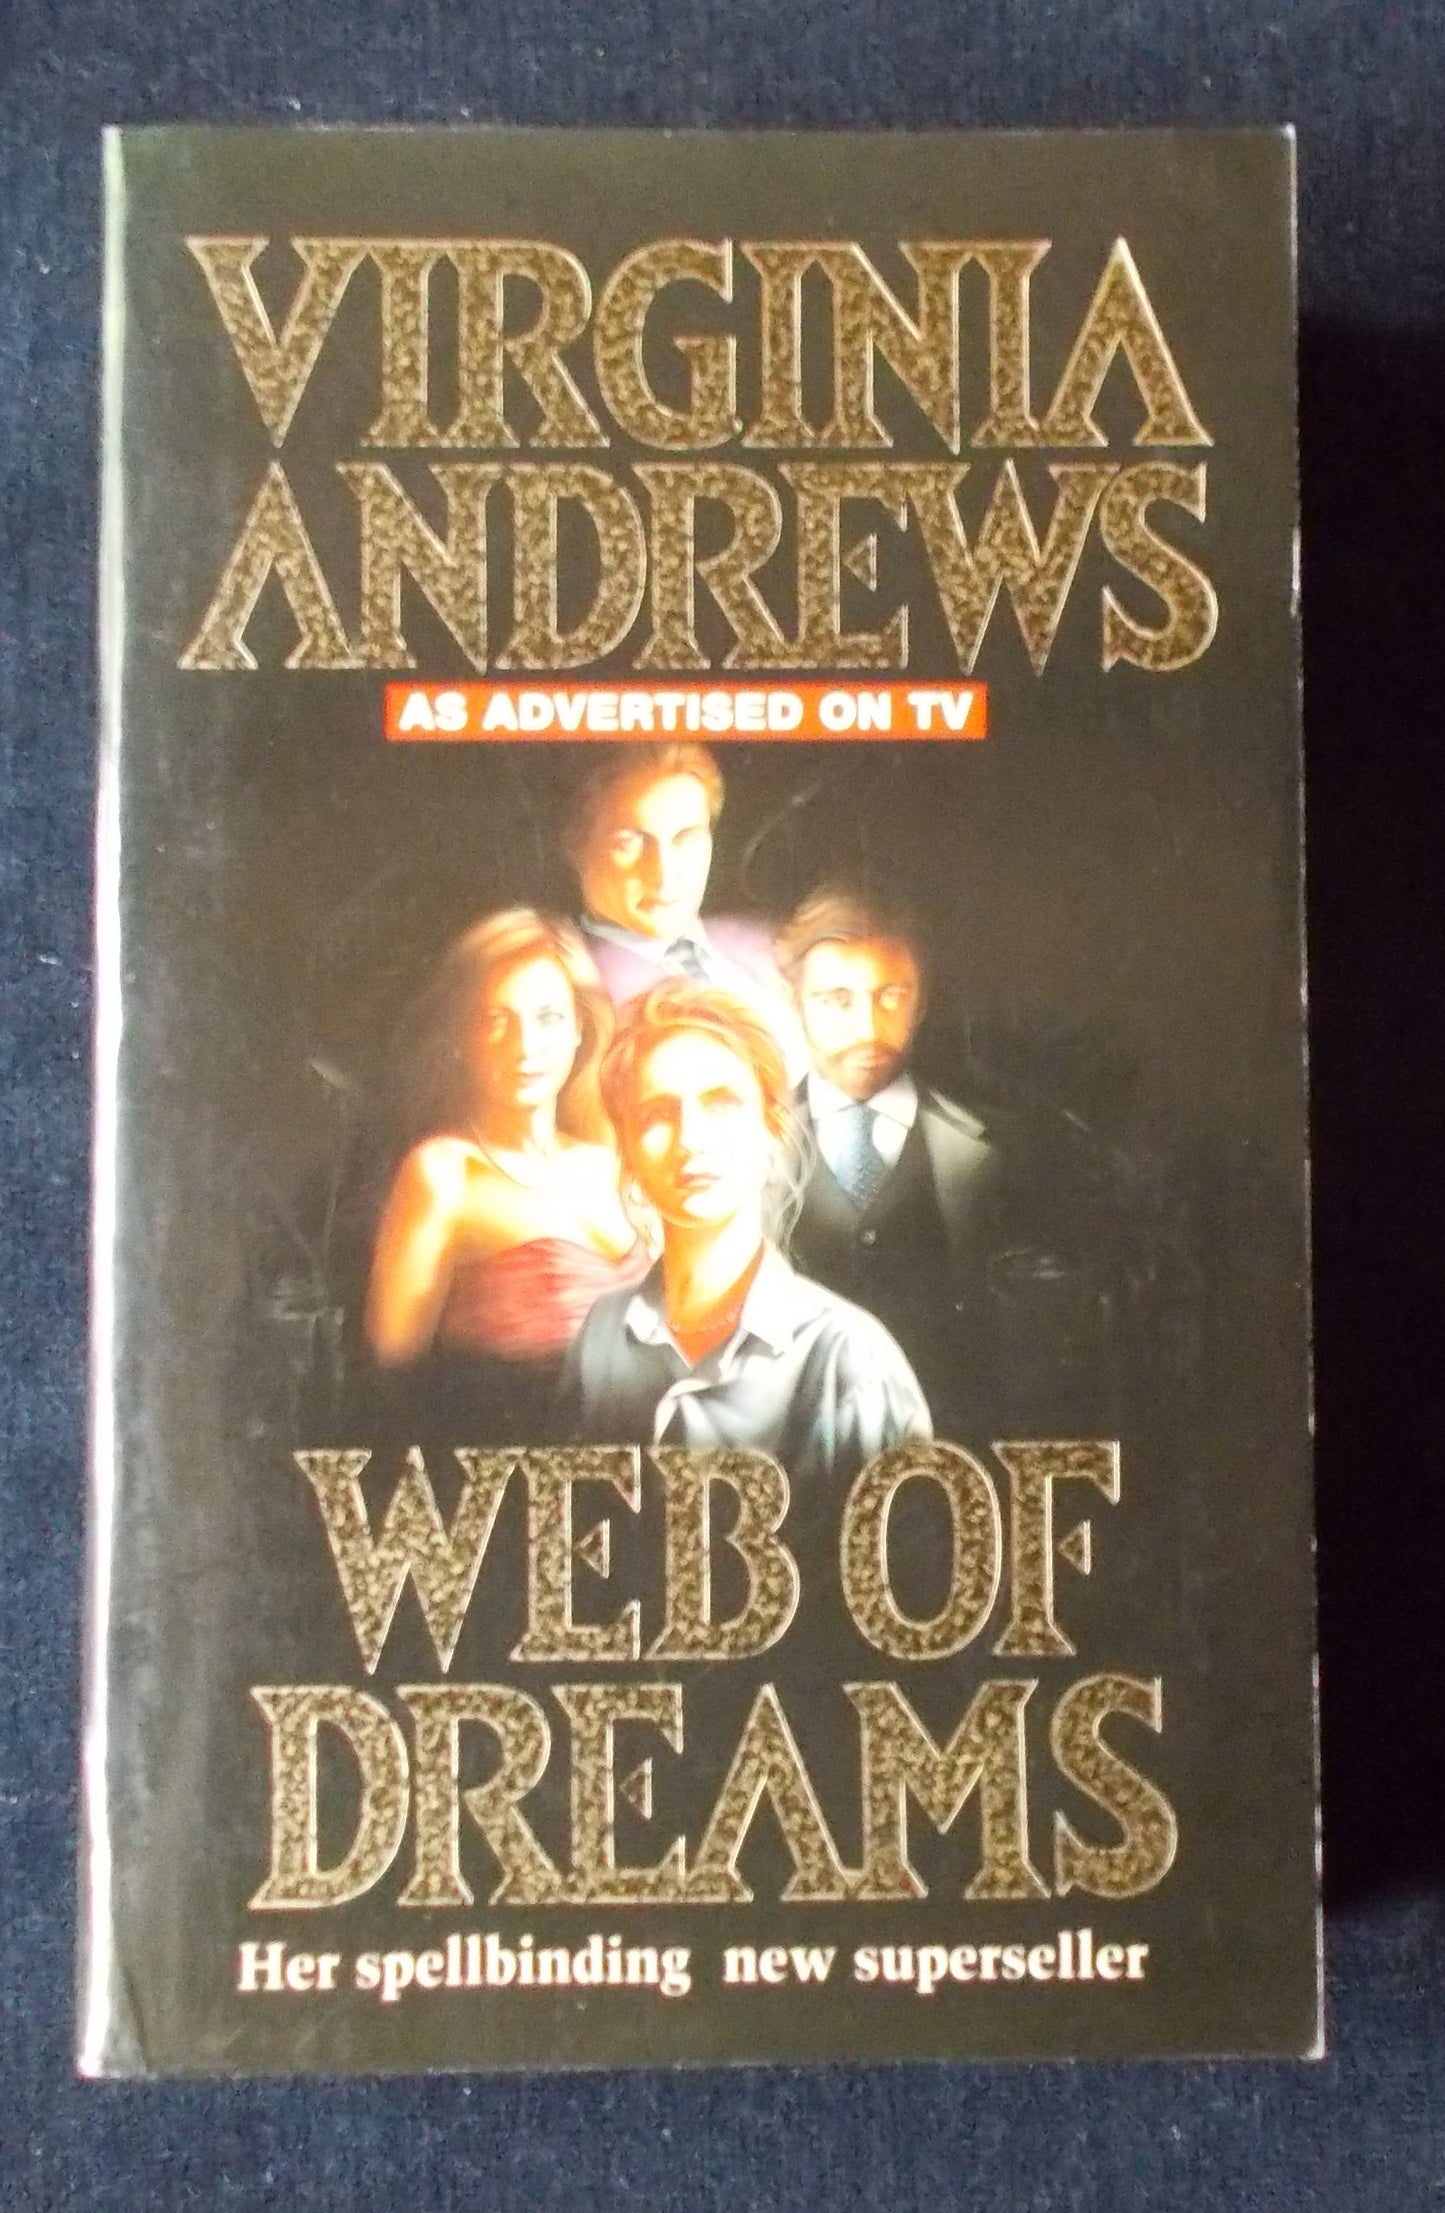 VIRGINIA
ANDREWS
AS ADVERTISED ON TV
WEB OF
DREAMS
Her spellbinding new superseller